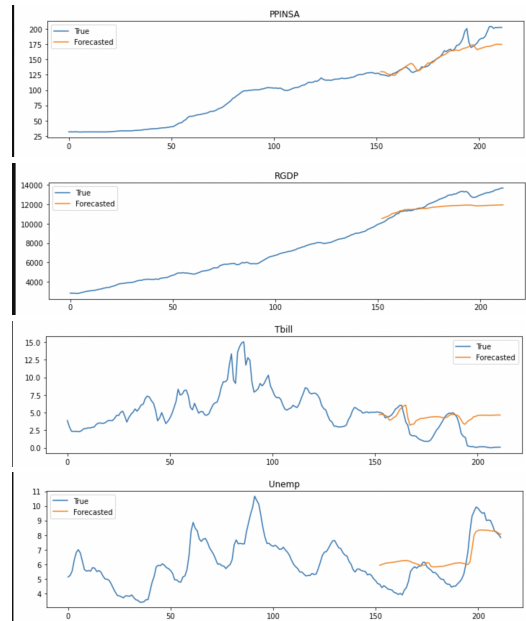 PPINSA
True
Forecasted
200
175
150
125
100
75
50
25
0 50 100 150 200
RGDP
True
Forecasted
14000
12000
10000
8000
6000
4000
0 50 100 150 200
Tbill
True
Forecasted
15.0
12.5
10.0
7.5
5.0
2.5
0.0
0 50 100 150 200
Unemp
True
Forecasted
11
10
9
8
7
6
5
4
0 50 100 150 200